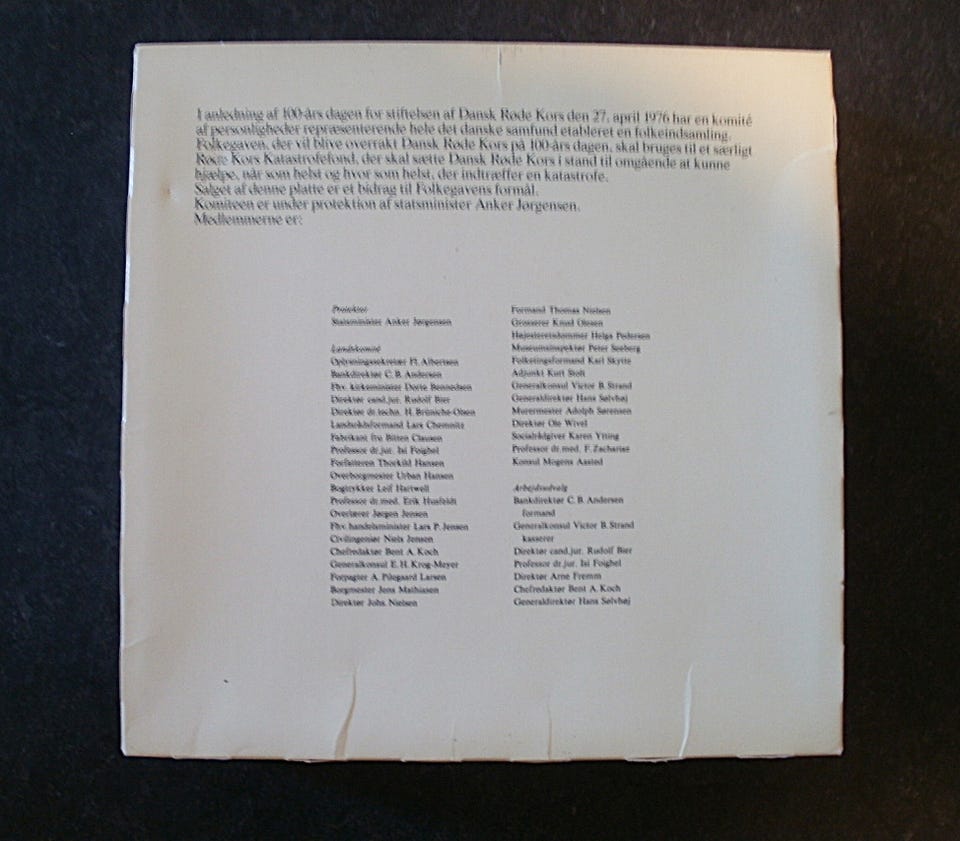 I anledning af 100-års dagen for stiftelsen af Dansk Røde Kors den 27. april 1976 har en komité
af personligheder repræsenterende hele det danske samfund etableret en folkeindsamling.
Folkegaven, der vil blive overrakt Dansk Røde Kors på 100-års dagen, skal bruges til et særligt
Røde Kors Katastrofefond, der skal sætte Dansk Røde Kors i stand til omgående at kunne
hjælpe, når som helst og hvor som helst, der indtræffer en katastrofe.
Salget af denne platte er et bidrag til Folkegavens formål.
Komiteen er under protektion af statsminister Anker Jørgensen.
Medlemmerne er:
Protektor
Statsminister Anker Jørgensen
Landskomité
Oplysningssekretær Fl. Albertsen
Bankdirektør C. B. Andersen
Fhv. kirkeminister Dorte Bennedsen
Direktør cand.jur. Rudolf Bier
Direktør dr.techn. H. Brüniche-Olsen
Landsrådsformand Lars Chemnitz
Fabrikant fru Bitten Clausen
Professor dr.jur. Isi Foighel
Forfatteren Thorkild Hansen
Overborgmester Urban Hansen
Bogtrykker Leif Hartwell
Professor dr.med. Erik Husfeldt
Overlærer Jørgen Jensen
Fhv. handelsminister Lars P. Jensen
Civilingeniør Niels Jensen
Chefredaktør Bent A. Koch
Generalkonsul E. H. Krog-Meyer
Forpagter A. Pilegaard Larsen
Borgmester Jens Mathiasen
Direktør Johs. Nielsen
Formand Thomas Nielsen
Grosserer Knud Olesen
Højesteretsdommer Helga Pedersen
Museumsinspektør Peter Seeberg
Folketingsformand Karl Skytte
Adjunkt Kurt Stoft
Generalkonsul Victor B. Strand
Generaldirektør Hans Sølvhøj
Murermester Adolph Sørensen
Direktør Ole Wivel
Socialrådgiver Karen Ytting
Professor dr.med. F. Zachariae
Konsul Mogens Aasted
Arbejdsudvalg
Bankdirektør C. B. Andersen
formand
Generalkonsul Victor B. Strand
kasserer
Direktør cand.jur. Rudolf Bier
Professor dr.jur. Isi Foighel
Direktør Arne Fremm
Chefredaktør Bent A. Koch
Generaldirektør Hans Sølvhøj